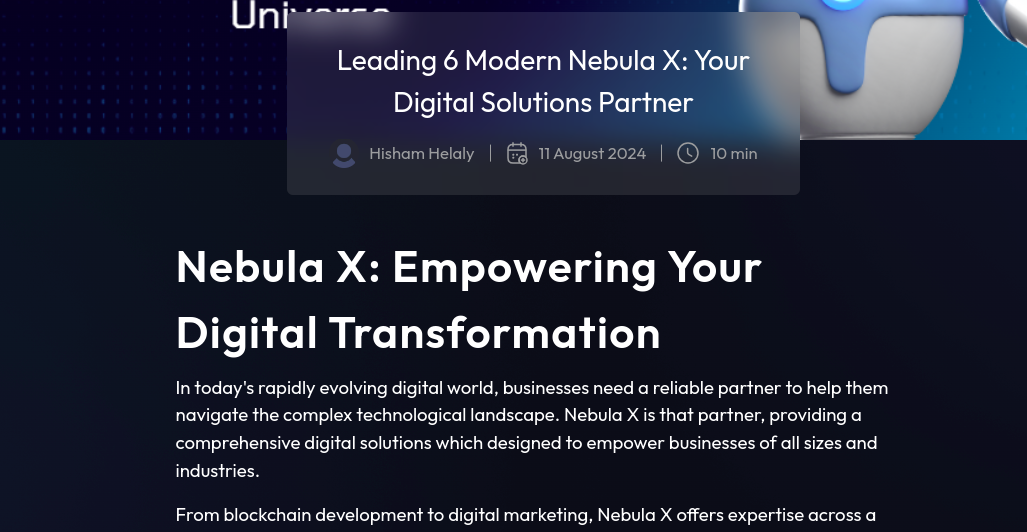 Universe
Leading 6 Modern Nebula X: Your
Digital Solutions Partner
Hisham Helaly | 11 August 2024 | 10 min
Nebula X: Empowering Your
Digital Transformation
In today's rapidly evolving digital world, businesses need a reliable partner to help them
navigate the complex technological landscape. Nebula X is that partner, providing a
comprehensive digital solutions which designed to empower businesses of all sizes and
industries.
From blockchain development to digital marketing, Nebula X offers expertise across a